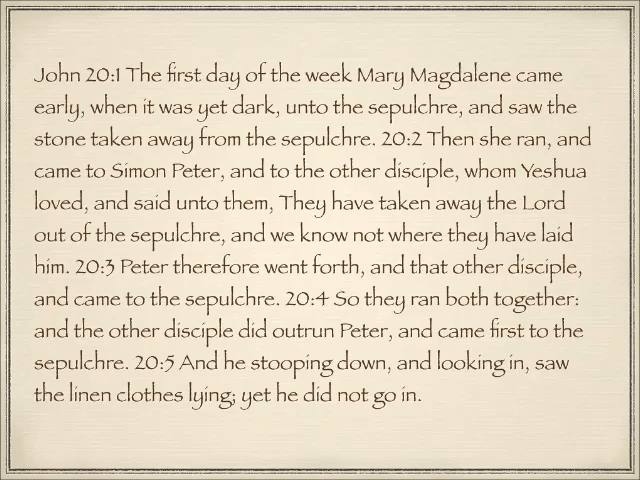 John 20:1 The first day of the week Mary Magdalene came
early, when it was yet dark, unto the sepulchre, and saw the
stone taken away from the sepulchre. 20:2 Then she ran, and
came to Simon Peter, and to the other disciple, whom Yeshua
loved, and said unto them, They have taken away the Lord
out of the sepulchre, and we know not where they have laid
him. 20:3 Peter therefore went forth, and that other disciple,
and came to the sepulchre. 20:4 So they ran both together:
and the other disciple did outrun Peter, and came first to the
sepulchre. 20:5 And he stooping down, and looking in, saw
the linen clothes lying; yet he did not go in.